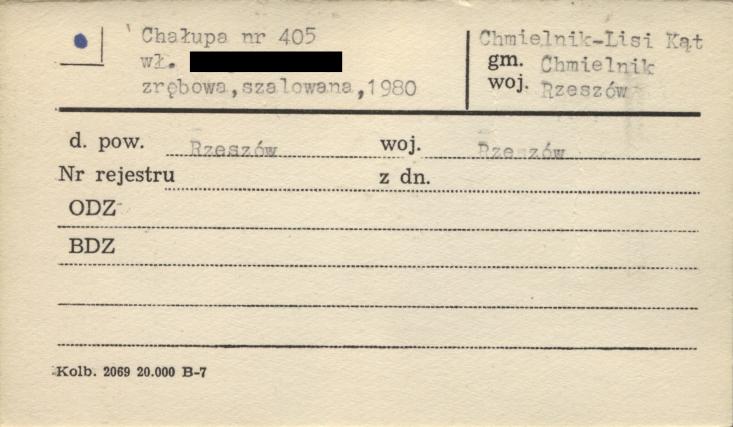 Chałupa nr 405
wł.
zrębowa, szalowana, 1980
Chmielnik-Lisi Kąt
gm. Chmielnik
woj. Rzeszów
d. pow. Rzeszów woj. Rzeszów
Nr rejestru z dn.
ODZ
BDZ
Kolb. 2069 20.000 B-7